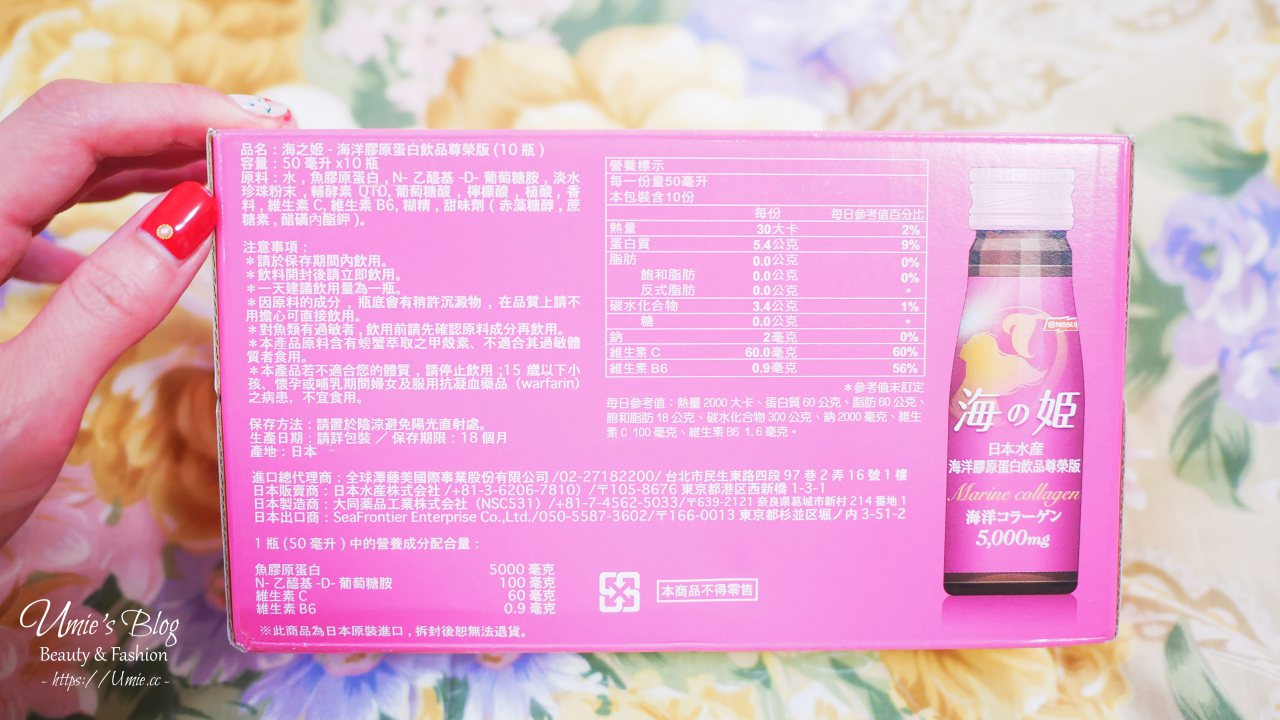 品名：海之姬 - 海洋膠原蛋白飲品尊榮版 (10 瓶 )
容量：50 毫升 x10 瓶
原料：水 , 魚膠原蛋白 , N- 乙醯基 -D- 葡萄糖胺 , 淡水
珍珠粉末 , 輔酵素 Q10, 葡萄糖酸 , 檸檬酸 , 植酸 , 香
料 , 維生素 C, 維生素 B6, 糊精 , 甜味劑 ( 赤藻糖醇 , 蔗
糖素 , 醋磺內酯鉀 )。
注意事項：
＊請於保存期間內飲用。
＊飲料開封後請立即飲用。
＊一天建議飲用量為一瓶。
＊因原料的成分 , 瓶底會有稍許沉澱物 , 在品質上請不
用擔心可直接飲用。
＊對魚類有過敏者 , 飲用前請先確認原料成分再飲用。
＊本產品原料含有螃蟹萃取之甲殼素、不適合其過敏體
質者食用。
＊本產品若不適合您的體質 , 請停止飲用 ;15 歲以下小
孩、懷孕或哺乳期間婦女及服用抗凝血藥品（warfarin）
之病患，不宜食用。
保存方法：請置於陰涼避免陽光直射處。
生產日期：請詳包裝 ／ 保存期限：18 個月
產地：日本
營養標示
每一份量50毫升
本包裝含10份
每份 每日參考值百分比
熱量 30大卡 2%
蛋白質 5.4公克 9%
脂肪 0.0公克 0%
飽和脂肪 0.0公克 0%
反式脂肪 0.0公克 *
碳水化合物 3.4公克 1%
糖 0.0公克 *
鈉 2毫克 0%
維生素 C 60.0毫克 60%
維生素 B6 0.9毫克 56%
＊參考值未訂定
每日參考值：熱量 2000 大卡、蛋白質 60 公克、脂肪 60 公克、
飽和脂肪 18 公克、碳水化合物 300 公克、鈉 2000 毫克、維生
素 C 100 毫克、維生素 B6 1.6 毫克。
進口總代理商：全球澤藤美國際事業股份有限公司 /02-27182200/ 台北市民生東路四段 97 巷 2 弄 16 號 1 樓
日本販賣商：日本水産株式会社 /+81-3-6206-7810）/〒105-8676 東京都港区西新橋 1-3-1
日本製造商：大同薬品工業株式会社（NSC531）/+81-7-4562-5033/〒639-2121 奈良県葛城市新村 214 番地 1
日本出口商：SeaFrontier Enterprise Co.,Ltd./050-5587-3602/〒166-0013 東京都杉並区堀ノ内 3-51-2
1 瓶 (50 毫升 ) 中的營養成分配合量：
魚膠原蛋白 5000 毫克
N- 乙醯基 -D- 葡萄糖胺 100 毫克
維生素 C 60 毫克
維生素 B6 0.9 毫克
※此商品為日本原裝進口 , 拆封後恕無法退貨。
本商品不得零售
NISSUI
海の姫
日本水産
海洋膠原蛋白飲品尊榮版
Marine collagen
海洋コラーゲン
5,000mg
Umie's Blog
Beauty & Fashion
- https://Umie.cc -